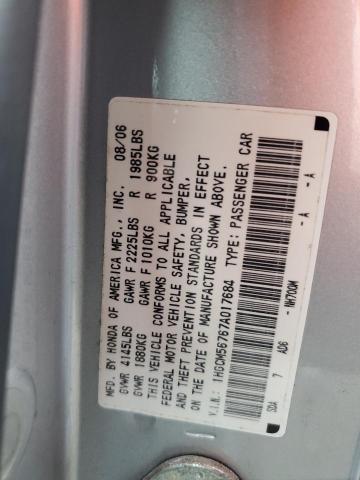 MFD. BY HONDA OF AMERICA MFG., INC. 08/06
GVWR 4145LBS GAWR F 2225LBS R 1985LBS
GVWR 1880KG GAWR F 1010KG R 900KG
THIS VEHICLE CONFORMS TO ALL APPLICABLE
FEDERAL MOTOR VEHICLE SAFETY, BUMPER,
AND THEFT PREVENTION STANDARDS IN EFFECT
ON THE DATE OF MANUFACTURE SHOWN ABOVE.
V.I.N.: 1HGCM56767A017684 TYPE: PASSENGER CAR
SDA 7 AD6 - NH700M - A - A